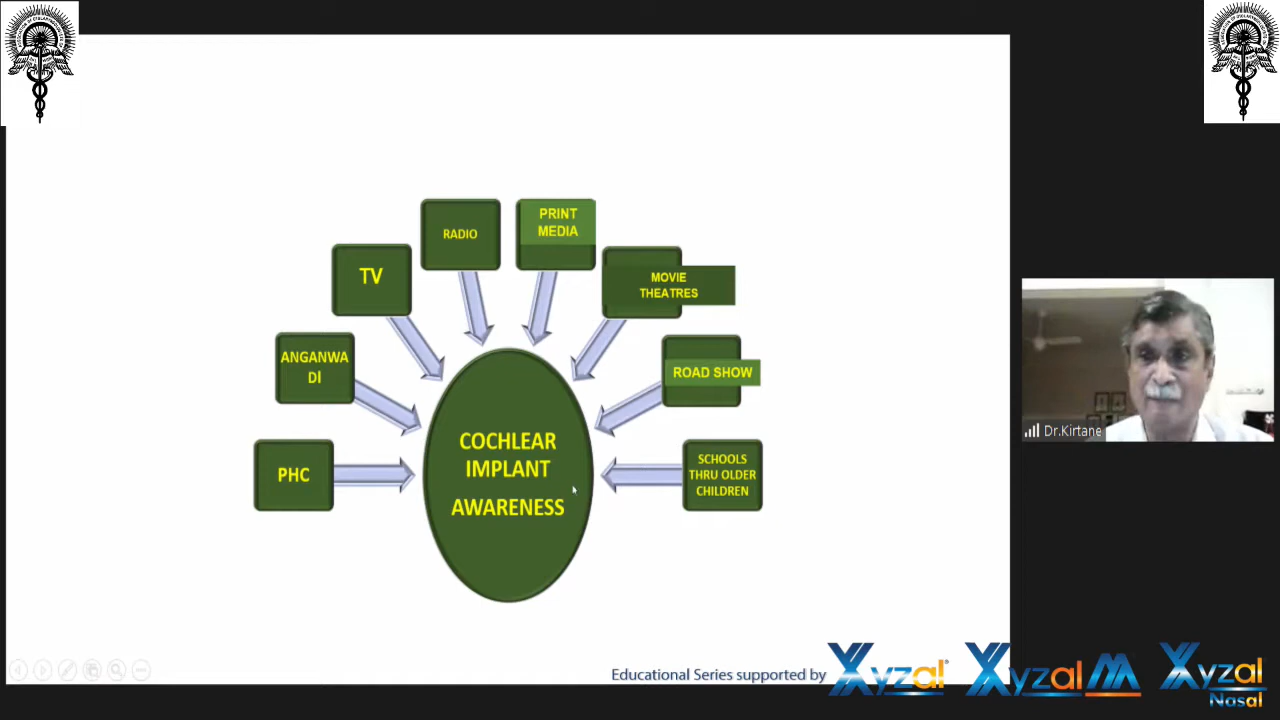 RADIO
PRINT
MEDIA
TV
MOVIE
THEATRES
ANGANWA
DI
ROAD SHOW
PHC
COCHLEAR
IMPLANT
AWARENESS
SCHOOLS
THRU OLDER
CHILDREN
Dr.Kirtane
Educational Series supported by
Xyzal®
Xyzal M
Xyzal
Nasal